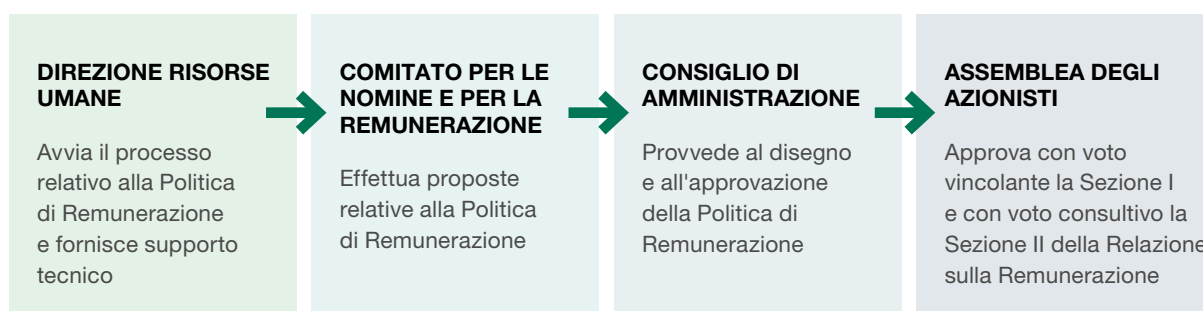 DIREZIONE RISORSE
UMANE
Avvia il processo
relativo alla Politica
di Remunerazione
e fornisce supporto
tecnico
COMITATO PER LE
NOMINE E PER LA
REMUNERAZIONE
Effettua proposte
relative alla Politica
di Remunerazione
CONSIGLIO DI
AMMINISTRAZIONE
Provvede al disegno
e all'approvazione
della Politica di
Remunerazione
ASSEMBLEA DEGLI
AZIONISTI
Approva con voto
vincolante la Sezione I
e con voto consultivo la
Sezione II della Relazione
sulla Remunerazione